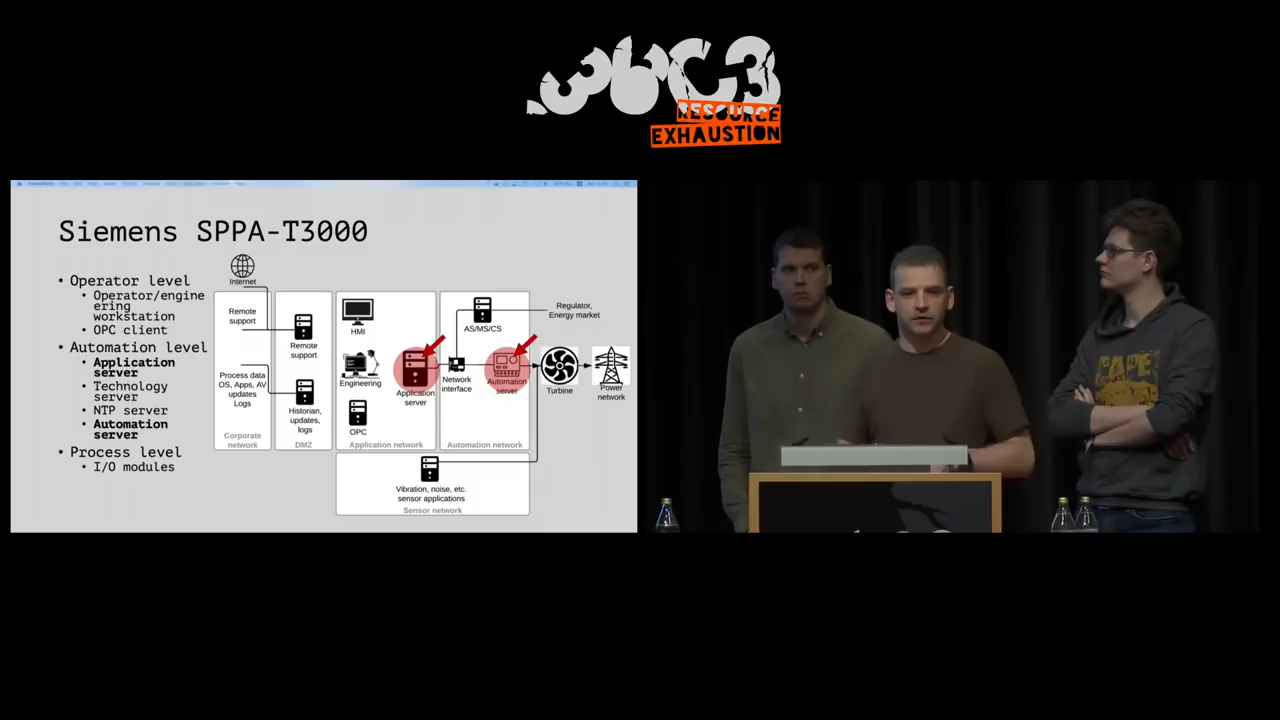 36C3
RESOURCE
EXHAUSTION
Siemens SPPA-T3000
• Operator level
• Operator/engine
ering
workstation
• OPC client
• Automation level
• Application
server
• Technology
server
• NTP server
• Automation
server
• Process level
• I/O modules
Internet
Remote
support
Process data
OS, Apps, AV
updates
Logs
Corporate
network
Remote
support
Historian,
updates,
logs
DMZ
HMI
Engineering
OPC
Application
server
Application network
AS/MS/CS
Network
interface
Automation
server
Automation network
Regulator,
Energy market
Turbine
Power
network
Vibration, noise, etc.
sensor applications
Sensor network
CAPE